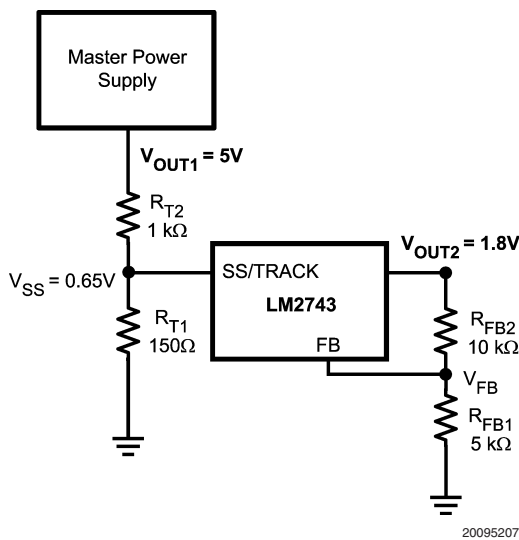 Master Power
Supply
VOUT1 = 5V
RT2
1 kΩ
VSS = 0.65V
SS/TRACK
LM2743
FB
VOUT2 = 1.8V
RT1
150Ω
RFB2
10 kΩ
VFB
RFB1
5 kΩ
20095207